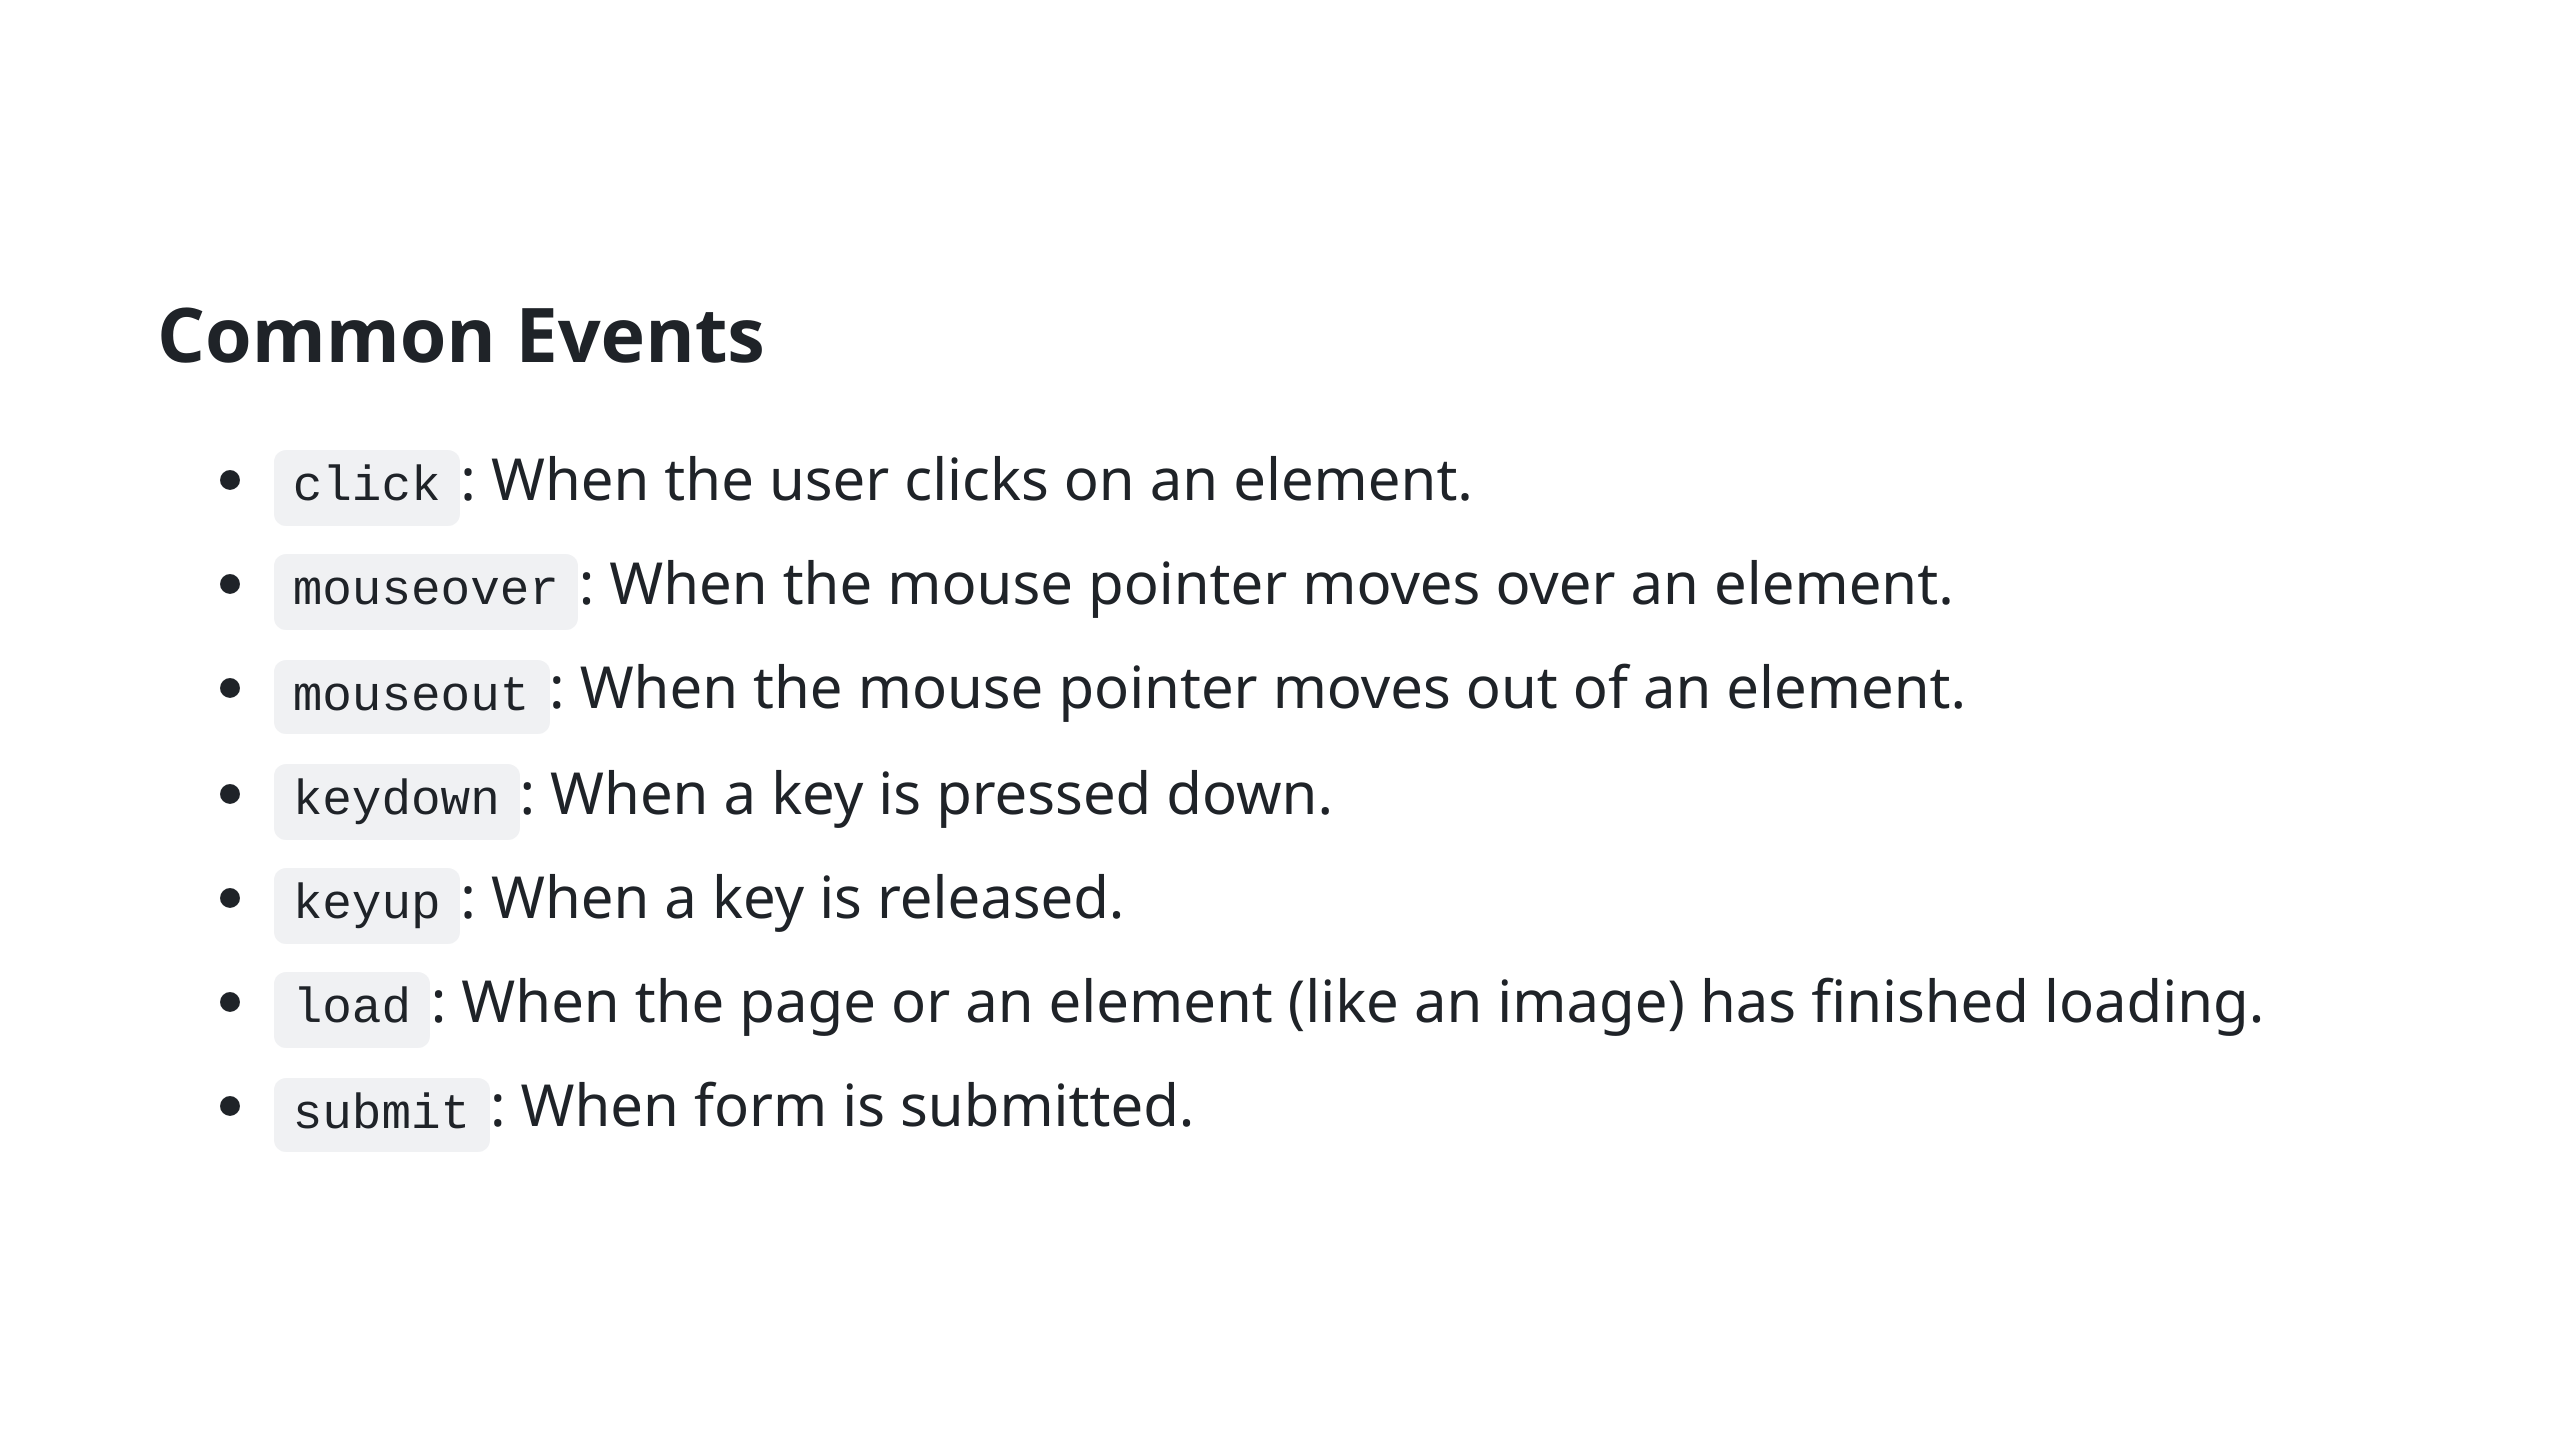 Common Events
• click: When the user clicks on an element.
• mouseover: When the mouse pointer moves over an element.
• mouseout: When the mouse pointer moves out of an element.
• keydown: When a key is pressed down.
• keyup: When a key is released.
• load: When the page or an element (like an image) has finished loading.
• submit: When form is submitted.